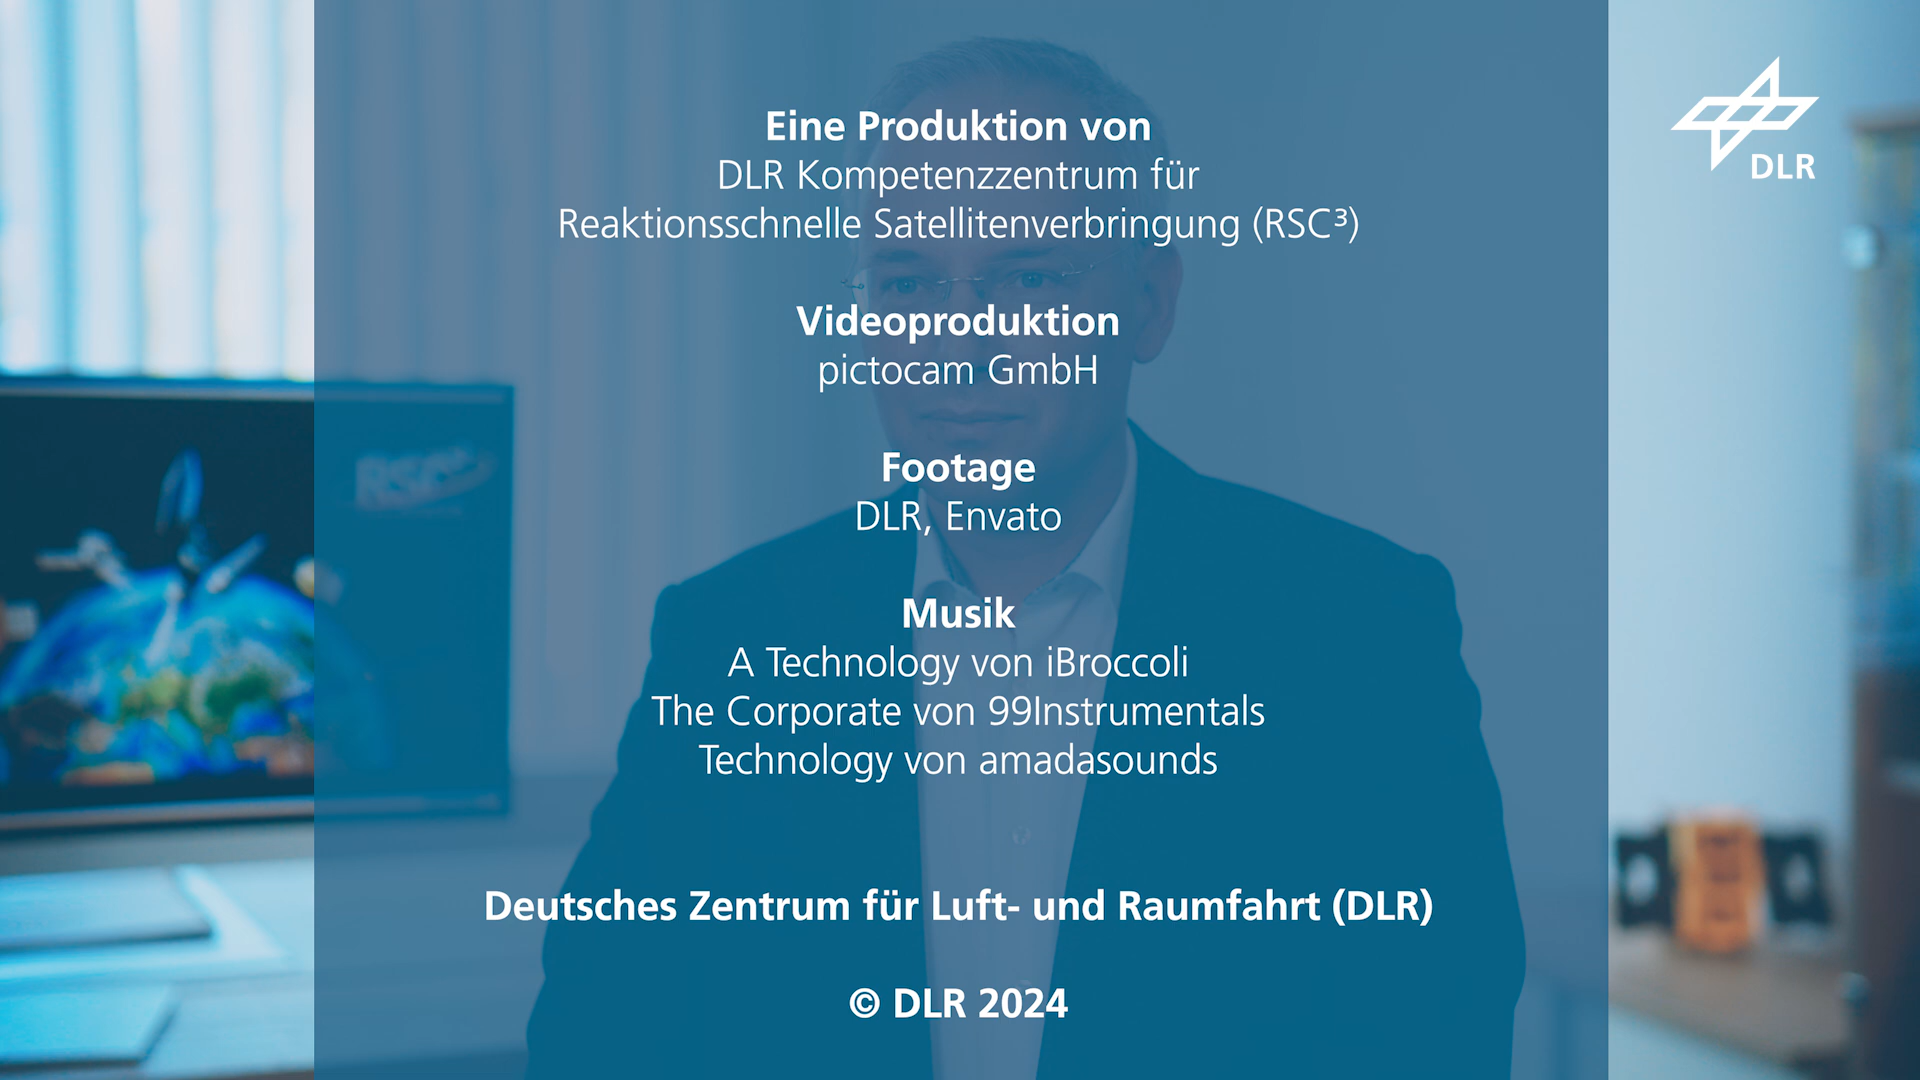 Eine Produktion von
DLR Kompetenzzentrum für
Reaktionsschnelle Satellitenverbringung (RSC³)
Videoproduktion
pictocam GmbH
Footage
DLR, Envato
Musik
A Technology von iBroccoli
The Corporate von 99Instrumentals
Technology von amadasounds
Deutsches Zentrum für Luft- und Raumfahrt (DLR)
© DLR 2024
DLR
RSC³